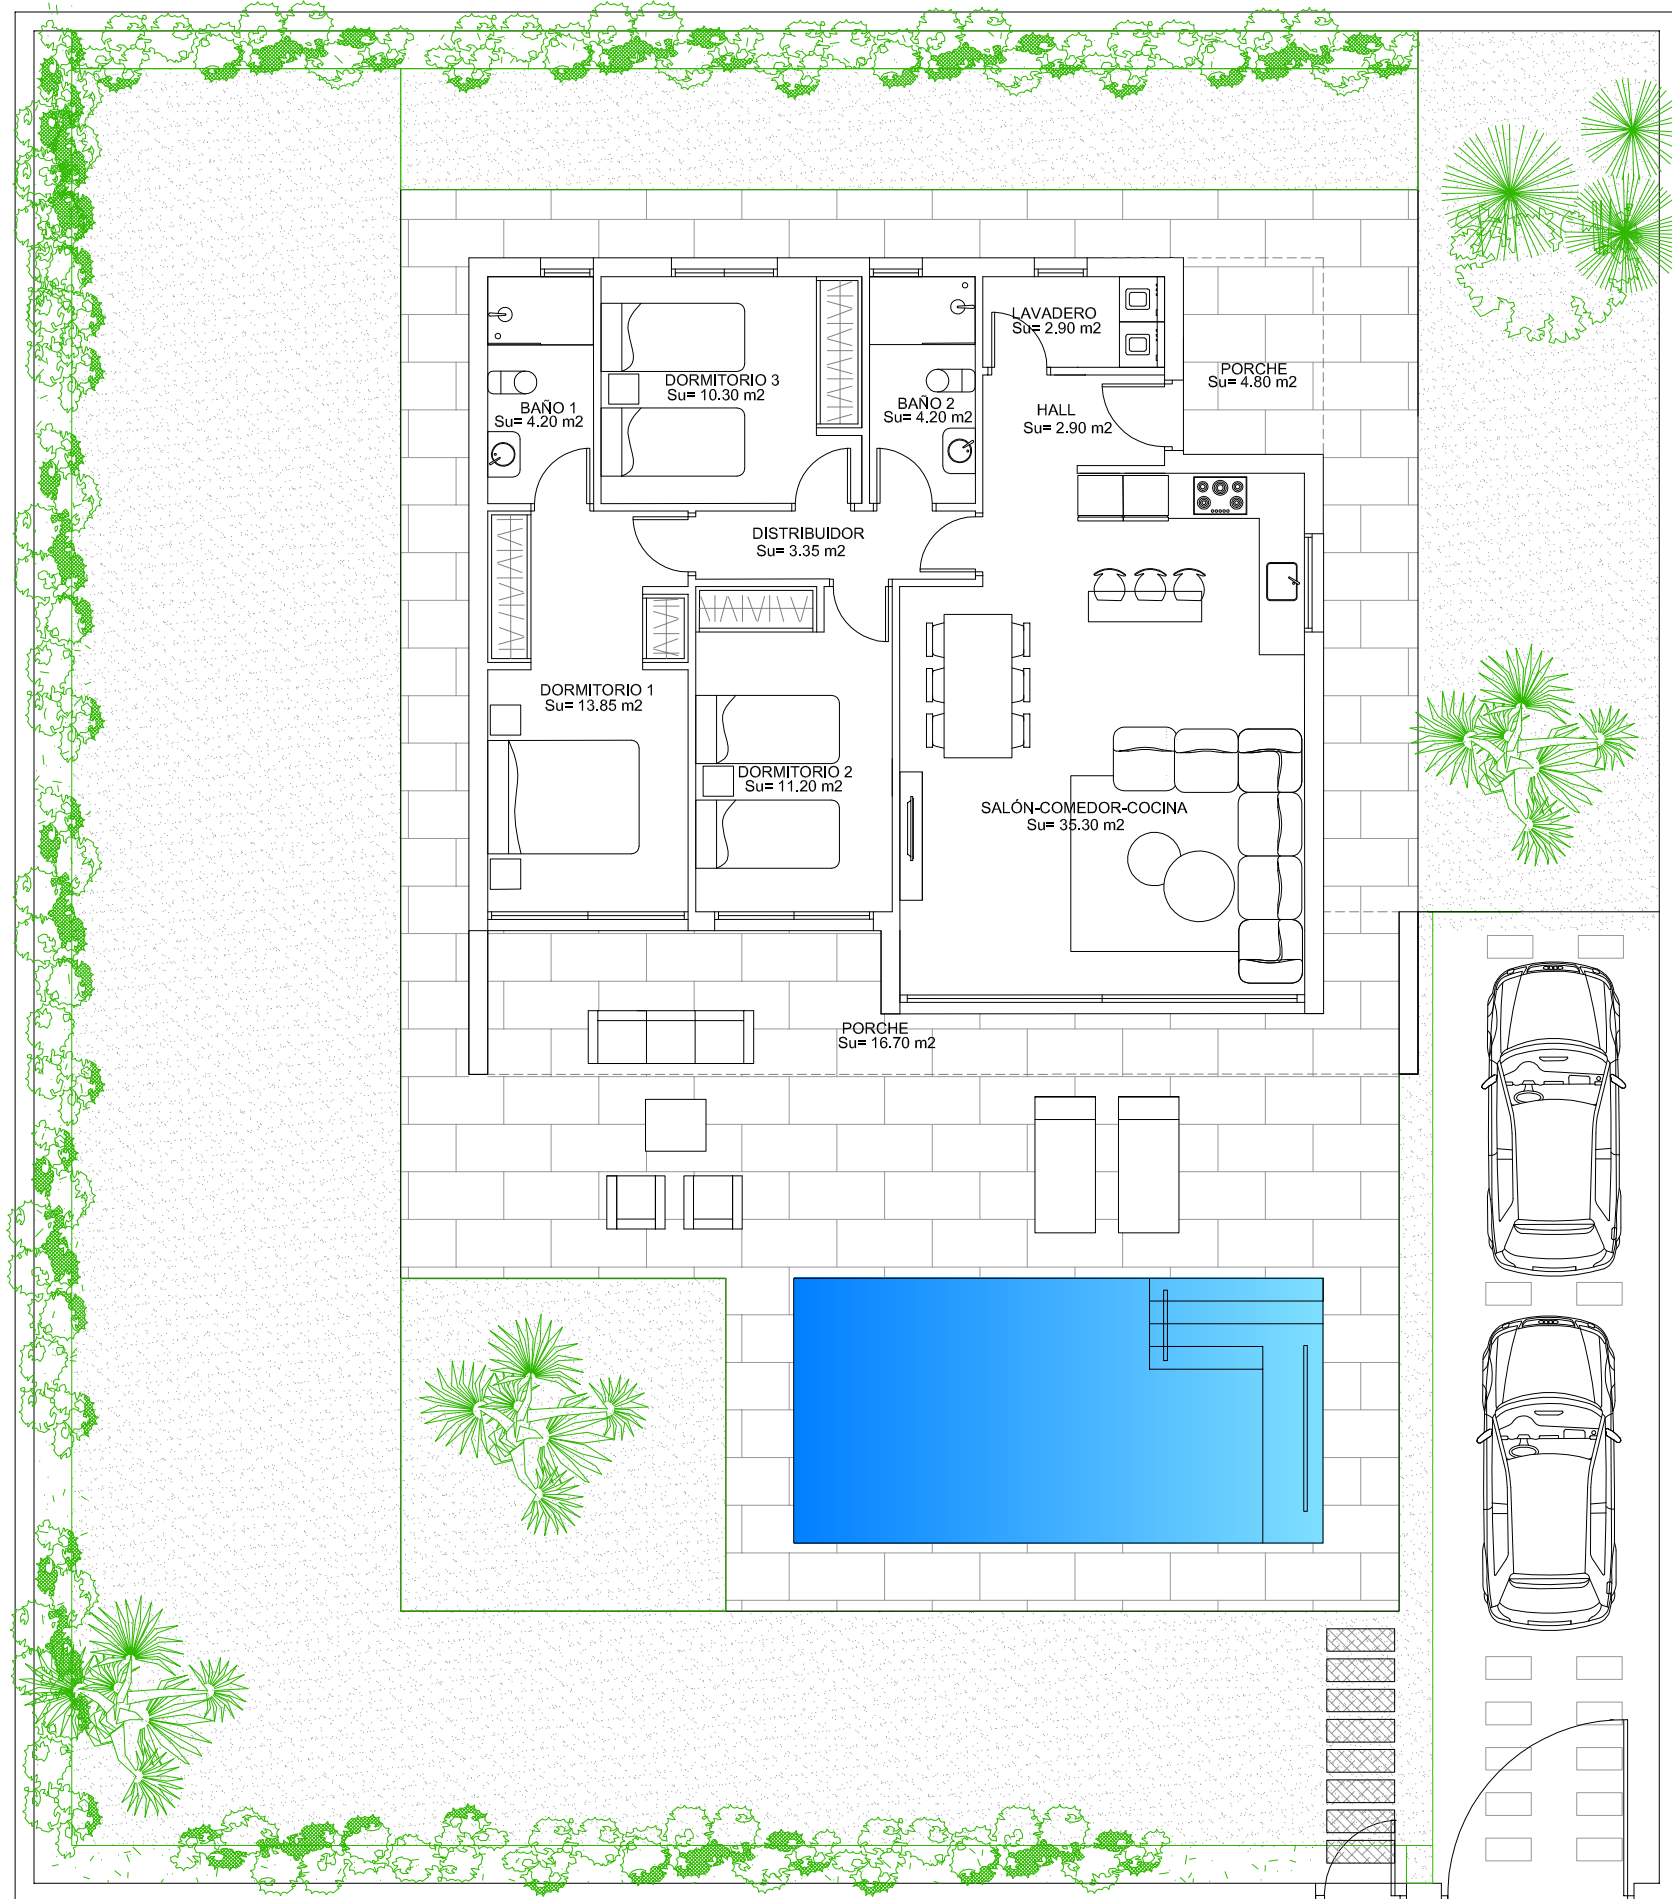 LAVADERO
Su= 2.90 m2
PORCHE
Su= 4.80 m2
DORMITORIO 3
Su= 10.30 m2
BAÑO 1
Su= 4.20 m2
BAÑO 2
Su= 4.20 m2
HALL
Su= 2.90 m2
DISTRIBUIDOR
Su= 3.35 m2
DORMITORIO 1
Su= 13.85 m2
DORMITORIO 2
Su= 11.20 m2
SALÓN-COMEDOR-COCINA
Su= 35.30 m2
PORCHE
Su= 16.70 m2